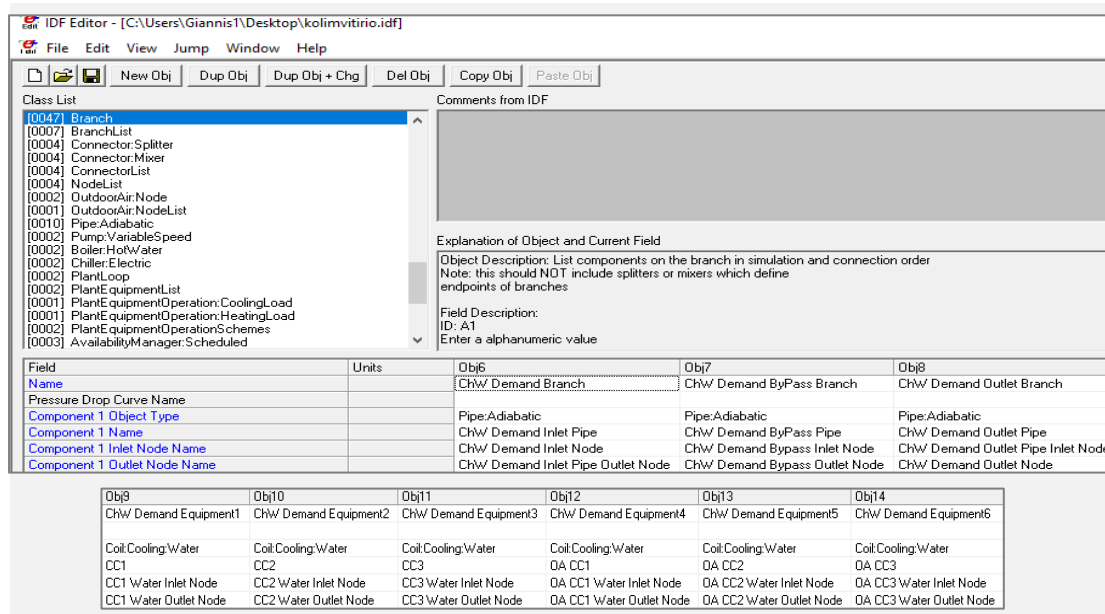 IDF Editor - [C:\Users\Giannis1\Desktop\kolimvitirio.idf]
File Edit View Jump Window Help
New Obj Dup Obj Dup Obj + Chg Del Obj Copy Obj Paste Obj
Class List Comments from IDF
[0047] Branch
[0007] BranchList
[0004] Connector:Splitter
[0004] Connector:Mixer
[0004] ConnectorList
[0004] NodeList
[0002] OutdoorAir:Node
[0001] OutdoorAir:NodeList
[0010] Pipe:Adiabatic
[0002] Pump:VariableSpeed
[0002] Boiler:HotWater
[0002] Chiller:Electric
[0002] PlantLoop
[0002] PlantEquipmentList
[0001] PlantEquipmentOperation:CoolingLoad
[0001] PlantEquipmentOperation:HeatingLoad
[0002] PlantEquipmentOperationSchemes
[0003] AvailabilityManager:Scheduled
Explanation of Object and Current Field
Object Description: List components on the branch in simulation and connection order
Note: this should NOT include splitters or mixers which define
endpoints of branches
Field Description:
ID: A1
Enter a alphanumeric value
Field Units Obj6 Obj7 Obj8
Name ChW Demand Branch ChW Demand ByPass Branch ChW Demand Outlet Branch
Pressure Drop Curve Name
Component 1 Object Type Pipe:Adiabatic Pipe:Adiabatic Pipe:Adiabatic
Component 1 Name ChW Demand Inlet Pipe ChW Demand ByPass Pipe ChW Demand Outlet Pipe
Component 1 Inlet Node Name ChW Demand Inlet Node ChW Demand Bypass Inlet Node ChW Demand Outlet Pipe Inlet Node
Component 1 Outlet Node Name ChW Demand Inlet Pipe Outlet Node ChW Demand Bypass Outlet Node ChW Demand Outlet Node
Obj9 Obj10 Obj11 Obj12 Obj13 Obj14
ChW Demand Equipment1 ChW Demand Equipment2 ChW Demand Equipment3 ChW Demand Equipment4 ChW Demand Equipment5 ChW Demand Equipment6
Coil:Cooling:Water Coil:Cooling:Water Coil:Cooling:Water Coil:Cooling:Water Coil:Cooling:Water Coil:Cooling:Water
CC1 CC2 CC3 OA CC1 OA CC2 OA CC3
CC1 Water Inlet Node CC2 Water Inlet Node CC3 Water Inlet Node OA CC1 Water Inlet Node OA CC2 Water Inlet Node OA CC3 Water Inlet Node
CC1 Water Outlet Node CC2 Water Outlet Node CC3 Water Outlet Node OA CC1 Water Outlet Node OA CC2 Water Outlet Node OA CC3 Water Outlet Node